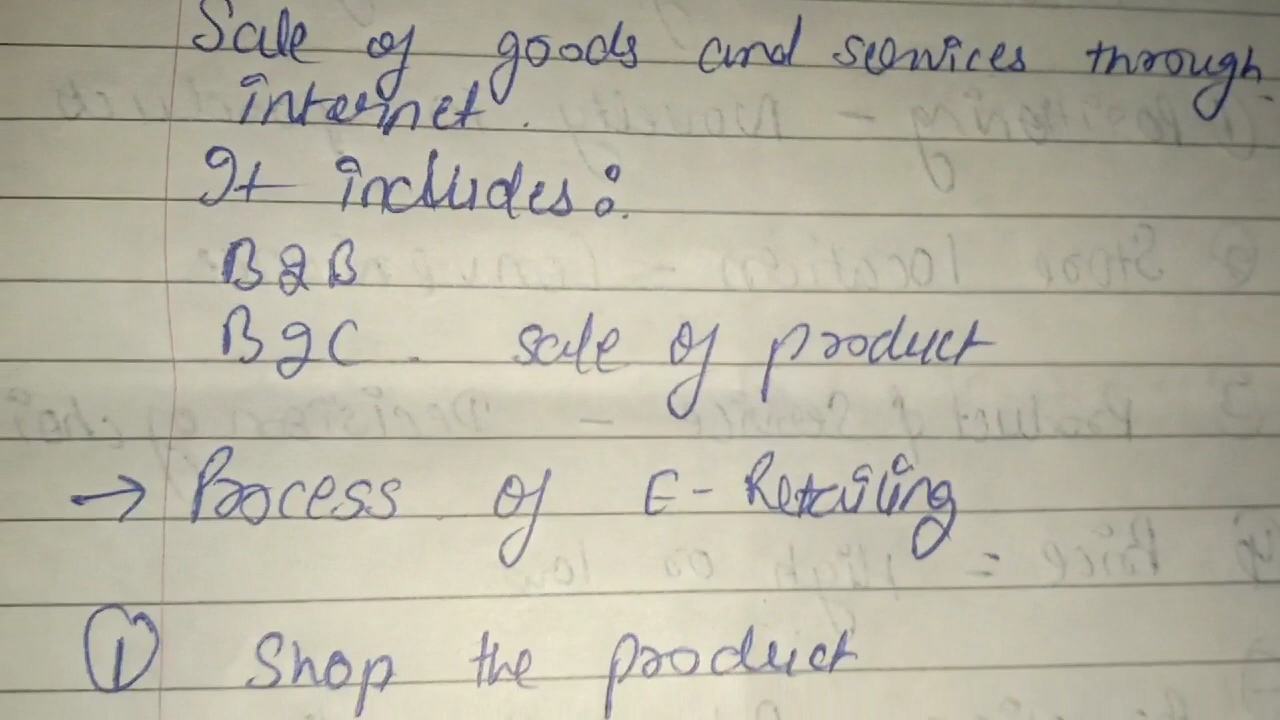 Sale of goods and services through
internet.
It includes:
B2B
B2C. sale of product
→ Process of E-Retailing
① Shop the product